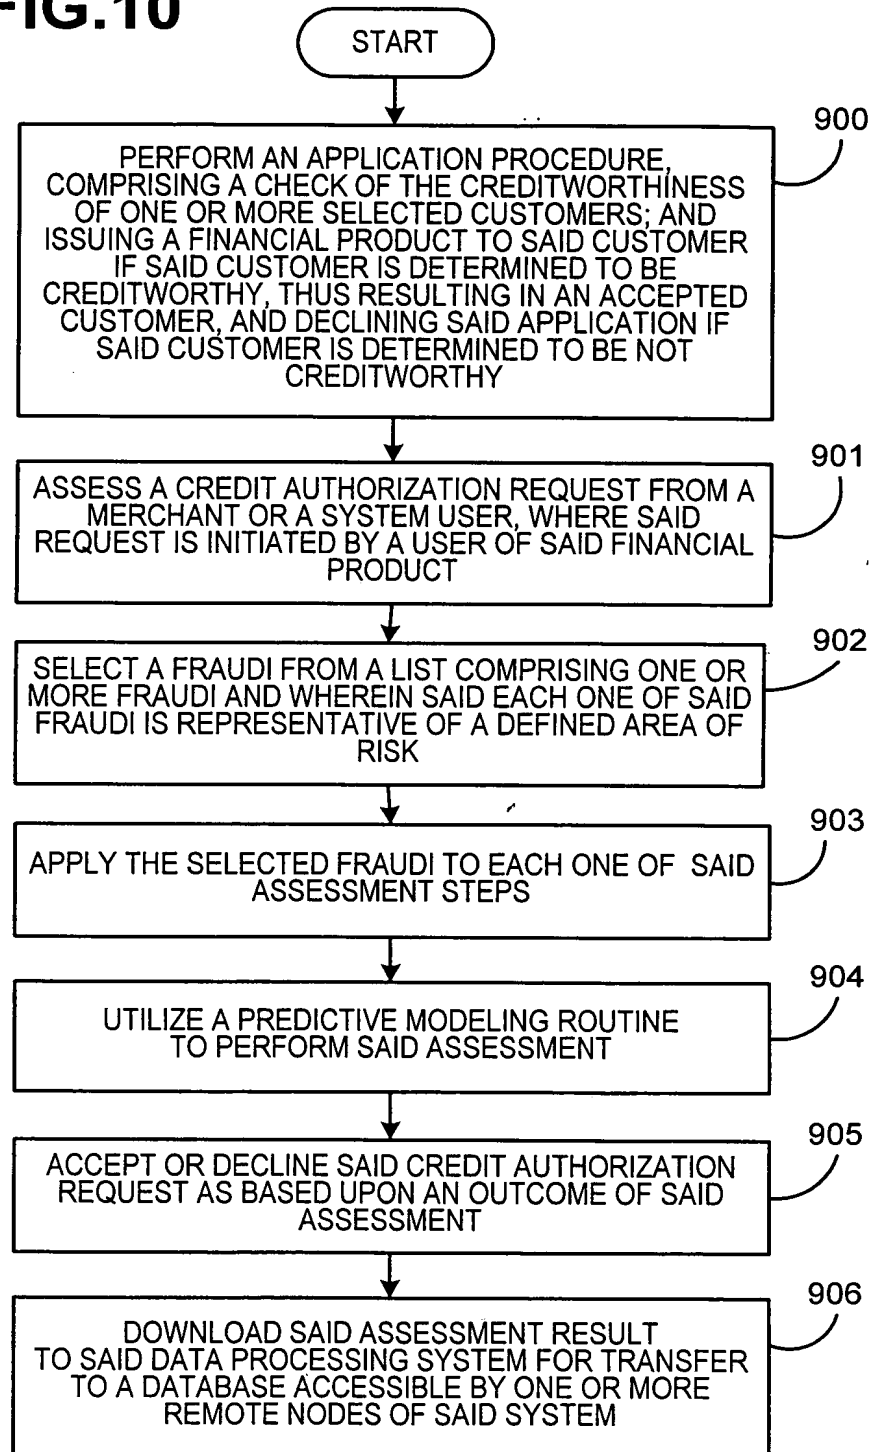 FIG.10
START
900
PERFORM AN APPLICATION PROCEDURE,
COMPRISING A CHECK OF THE CREDITWORTHINESS
OF ONE OR MORE SELECTED CUSTOMERS; AND
ISSUING A FINANCIAL PRODUCT TO SAID CUSTOMER
IF SAID CUSTOMER IS DETERMINED TO BE
CREDITWORTHY, THUS RESULTING IN AN ACCEPTED
CUSTOMER, AND DECLINING SAID APPLICATION IF
SAID CUSTOMER IS DETERMINED TO BE NOT
CREDITWORTHY
901
ASSESS A CREDIT AUTHORIZATION REQUEST FROM A
MERCHANT OR A SYSTEM USER, WHERE SAID
REQUEST IS INITIATED BY A USER OF SAID FINANCIAL
PRODUCT
902
SELECT A FRAUDI FROM A LIST COMPRISING ONE OR
MORE FRAUDI AND WHEREIN SAID EACH ONE OF SAID
FRAUDI IS REPRESENTATIVE OF A DEFINED AREA OF
RISK
903
APPLY THE SELECTED FRAUDI TO EACH ONE OF SAID
ASSESSMENT STEPS
904
UTILIZE A PREDICTIVE MODELING ROUTINE
TO PERFORM SAID ASSESSMENT
905
ACCEPT OR DECLINE SAID CREDIT AUTHORIZATION
REQUEST AS BASED UPON AN OUTCOME OF SAID
ASSESSMENT
906
DOWNLOAD SAID ASSESSMENT RESULT
TO SAID DATA PROCESSING SYSTEM FOR TRANSFER
TO A DATABASE ACCESSIBLE BY ONE OR MORE
REMOTE NODES OF SAID SYSTEM